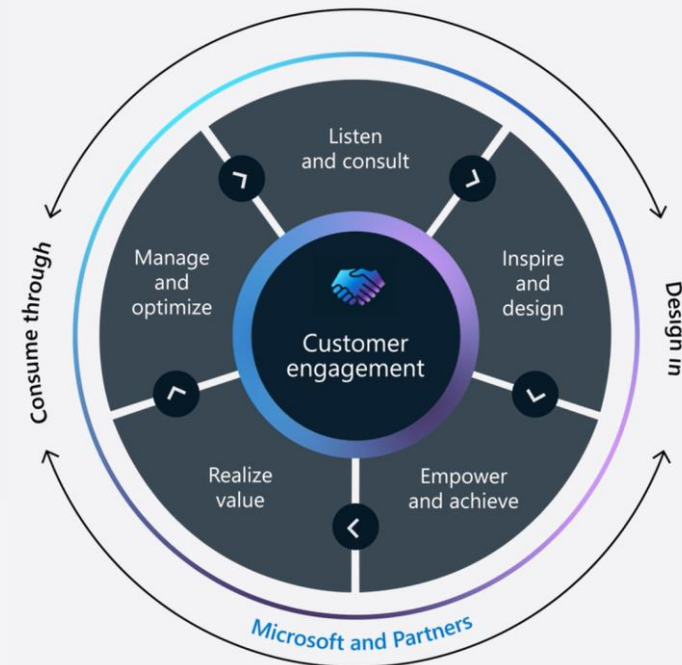 Listen
and consult
Inspire
and
design
Empower
and achieve
Realize
value
Manage
and
optimize
Customer
engagement
Consume through
Design in
Microsoft and Partners